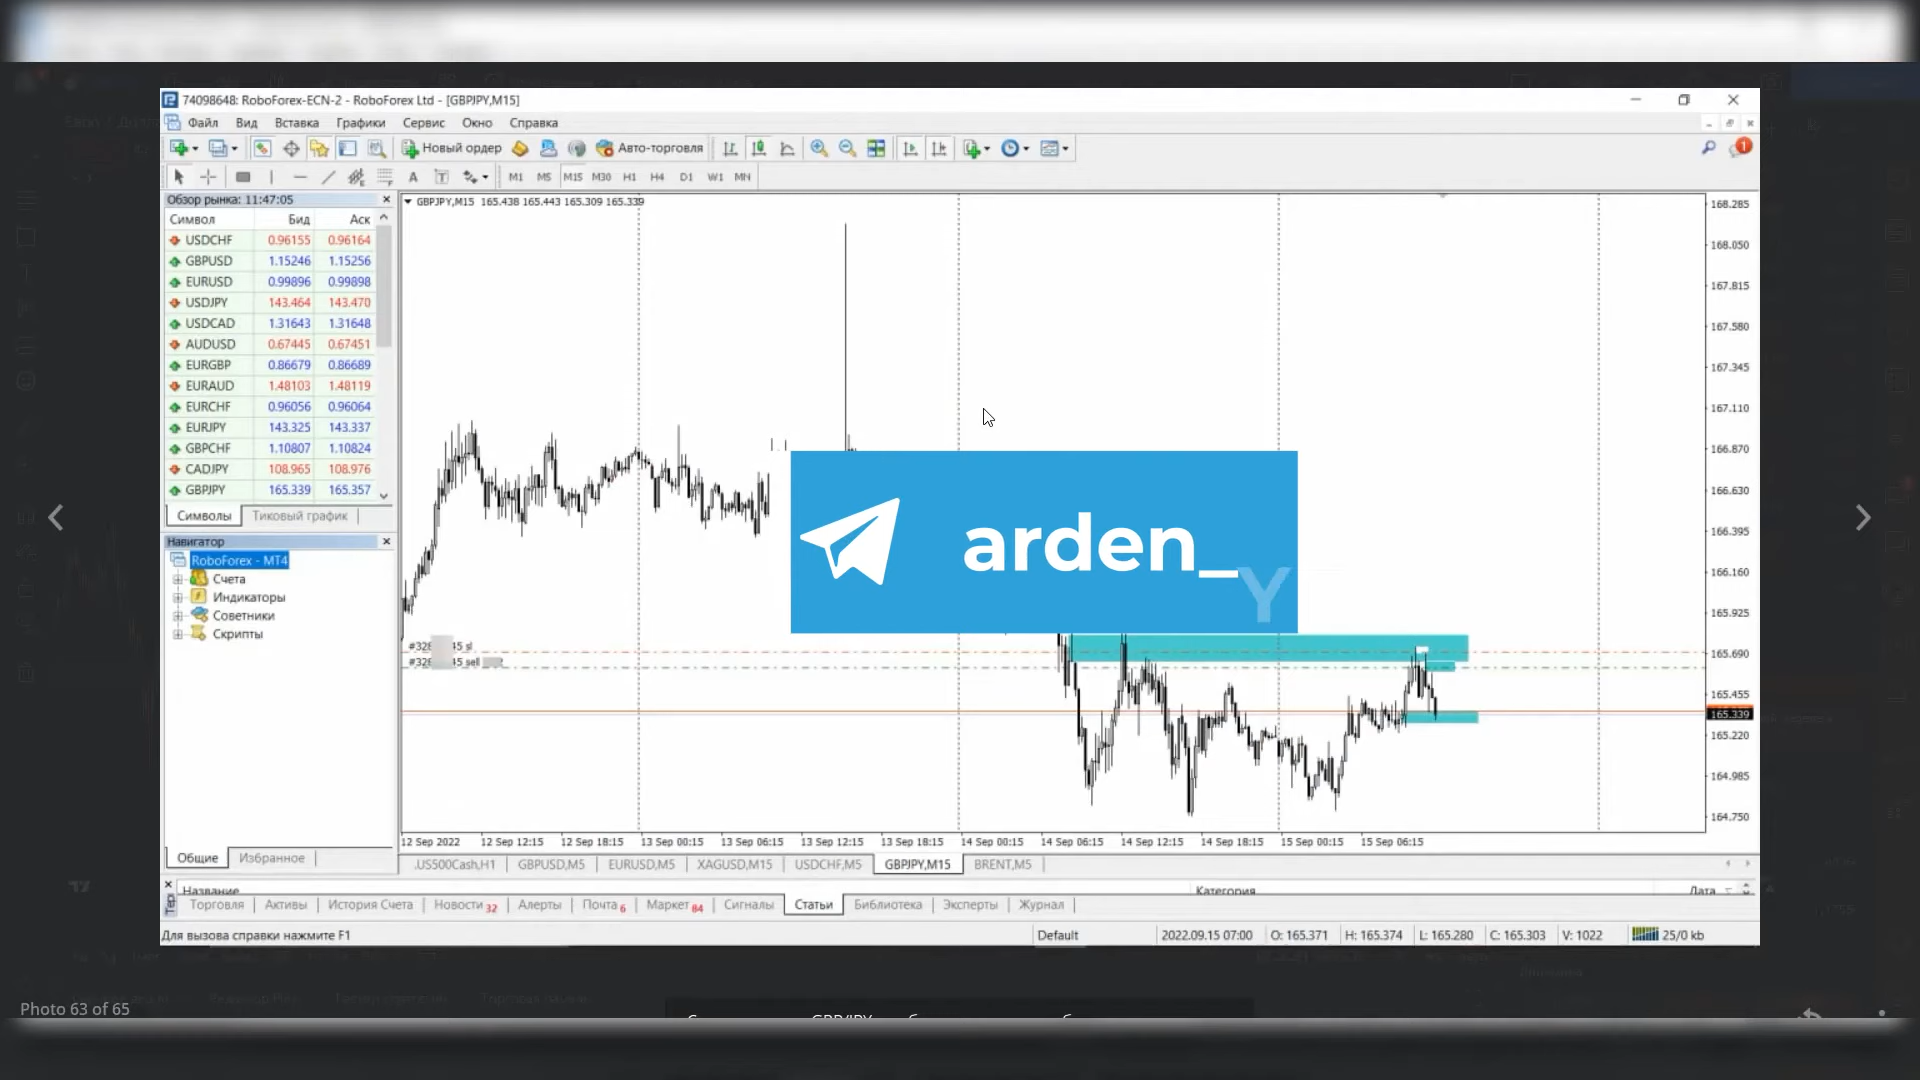 74098648: RoboForex-ECN-2 - RoboForex Ltd - [GBPJPY,M15]
Файл Вид Вставка Графики Сервис Окно Справка
Новый ордер Авто-торговля
1
A T M1 M5 M15 M30 H1 H4 D1 W1 MN
Обзор рынка: 11:47:05
Символ Бид Аск
USDCHF 0.96155 0.96164
GBPUSD 1.15246 1.15256
EURUSD 0.99896 0.99898
USDJPY 143.464 143.470
USDCAD 1.31643 1.31648
AUDUSD 0.67445 0.67451
EURGBP 0.86679 0.86689
EURAUD 1.48103 1.48119
EURCHF 0.96056 0.96064
EURJPY 143.325 143.337
GBPCHF 1.10807 1.10824
CADJPY 108.965 108.976
GBPJPY 165.339 165.357
Символы Тиковый график
Навигатор
RoboForex - MT4
Счета
Индикаторы
Советники
Скрипты
Общие Избранное
GBPJPY,M15 165.438 165.443 165.309 165.339
168.285
168.050
167.815
167.580
167.345
167.110
166.870
166.630
166.395
166.160
165.925
165.690
165.455
165.339
165.220
164.985
164.750
arden_Y
#328 45 sl
#328 45 sell
12 Sep 2022 12 Sep 12:15 12 Sep 18:15 13 Sep 00:15 13 Sep 06:15 13 Sep 12:15 13 Sep 18:15 14 Sep 00:15 14 Sep 06:15 14 Sep 12:15 14 Sep 18:15 15 Sep 00:15 15 Sep 06:15
.US500Cash,H1 GBPUSD,M5 EURUSD,M5 XAGUSD,M15 USDCHF,M5 GBPJPY,M15 BRENT,M5
Название Категория Дата
Торговля Активы История Счета Новости 32 Алерты Почта 6 Маркет 84 Сигналы Статьи Библиотека Эксперты Журнал
Для вызова справки нажмите F1 Default 2022.09.15 07:00 O: 165.371 H: 165.374 L: 165.280 C: 165.303 V: 1022 25/0 kb
Photo 63 of 65